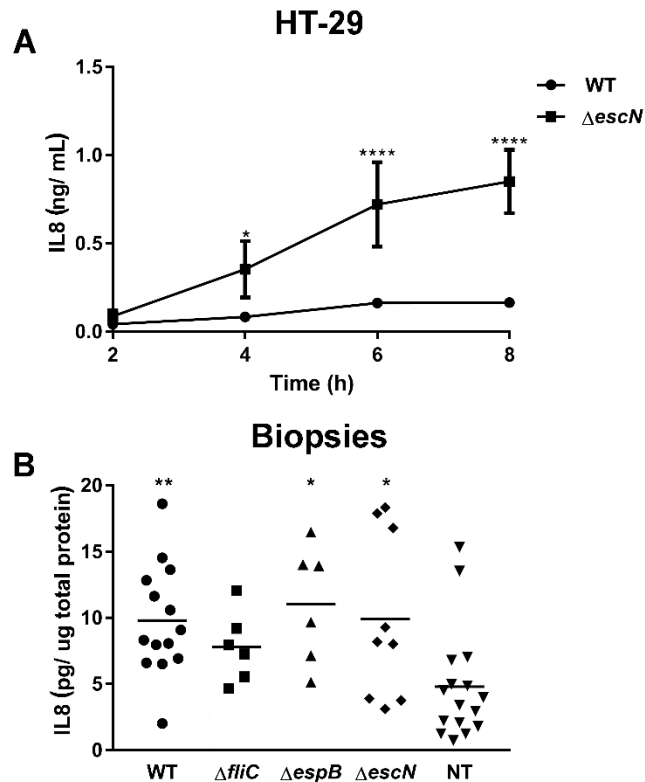 HT-29
A
1.5
1.0
0.5
0.0
IL8 (ng/ mL)
WT
ΔescN
*
****
****
2 4 6 8
Time (h)
Biopsies
B
20
15
10
5
0
IL8 (pg/ ug total protein)
** * *
WT ΔfliC ΔespB ΔescN NT